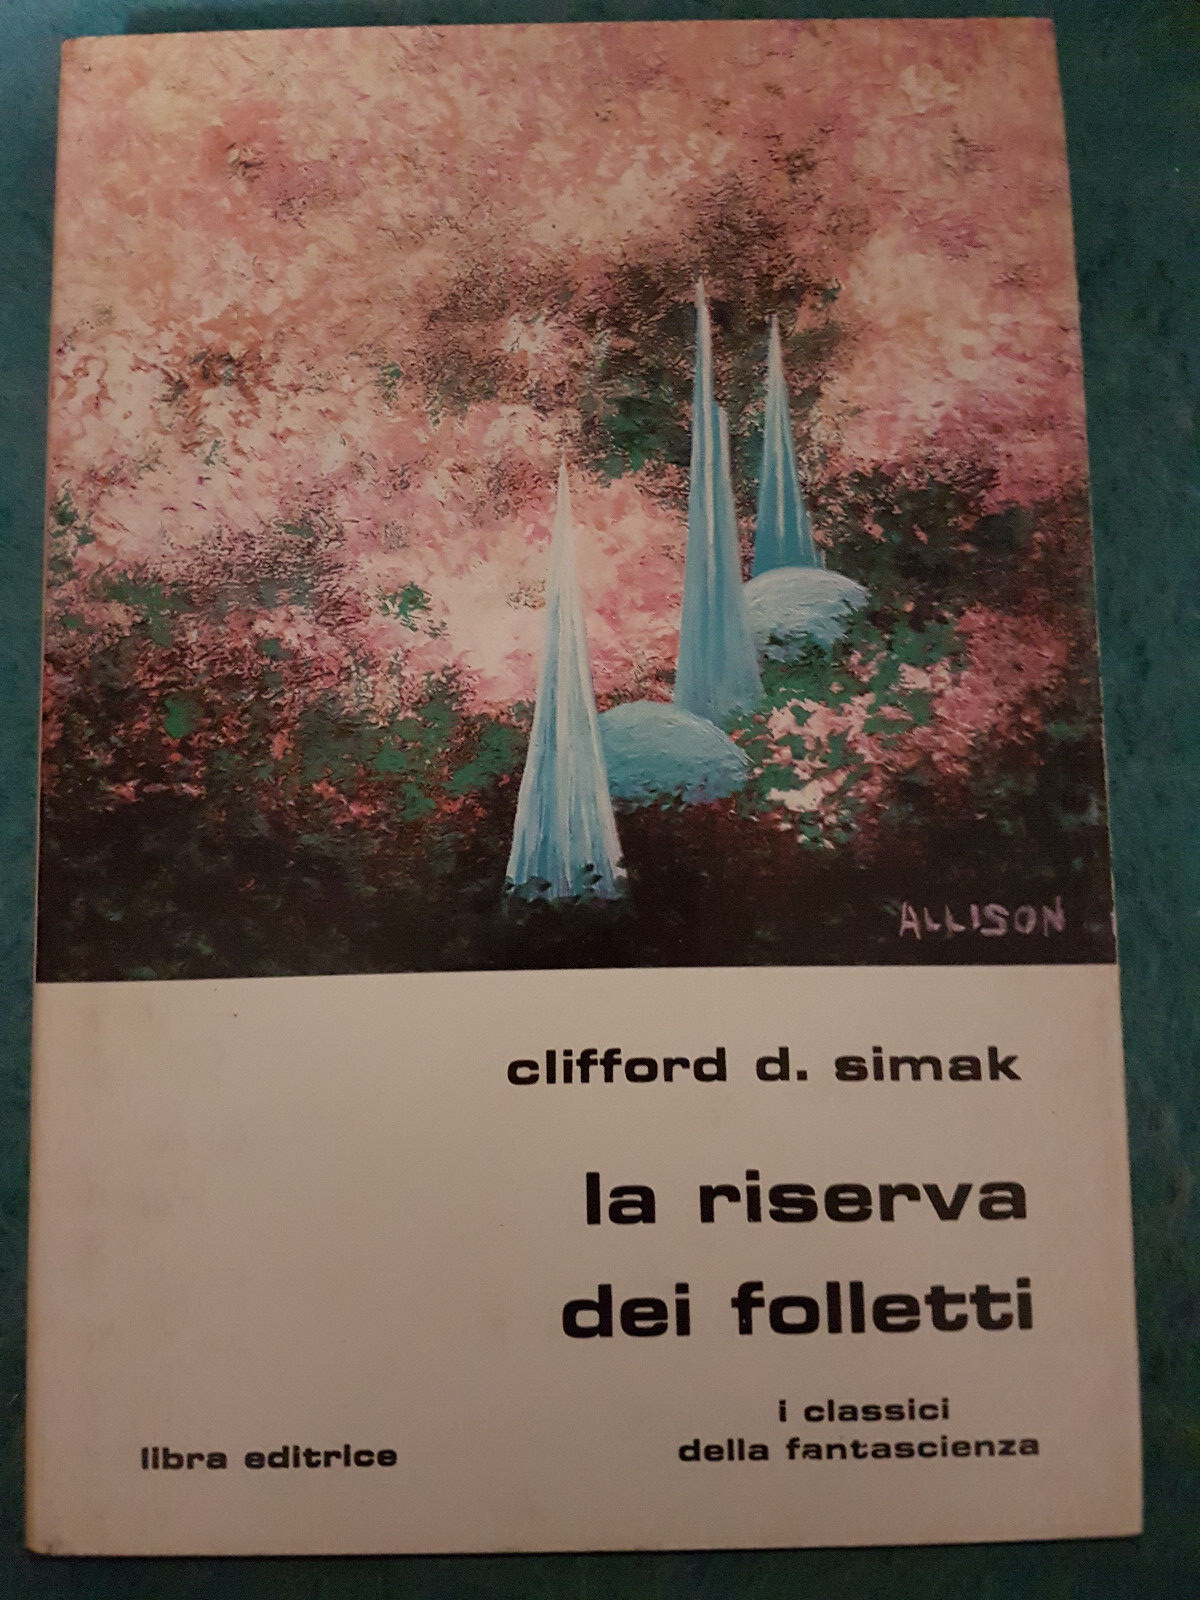 ALLISON
clifford d. simak
la riserva
dei folletti
i classici
della fantascienza
libra editrice